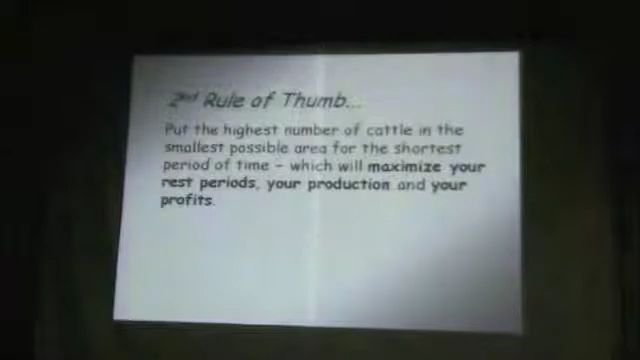 2nd Rule of Thumb...
Put the highest number of cattle in the
smallest possible area for the shortest
period of time – which will maximize your
rest periods, your production and your
profits.